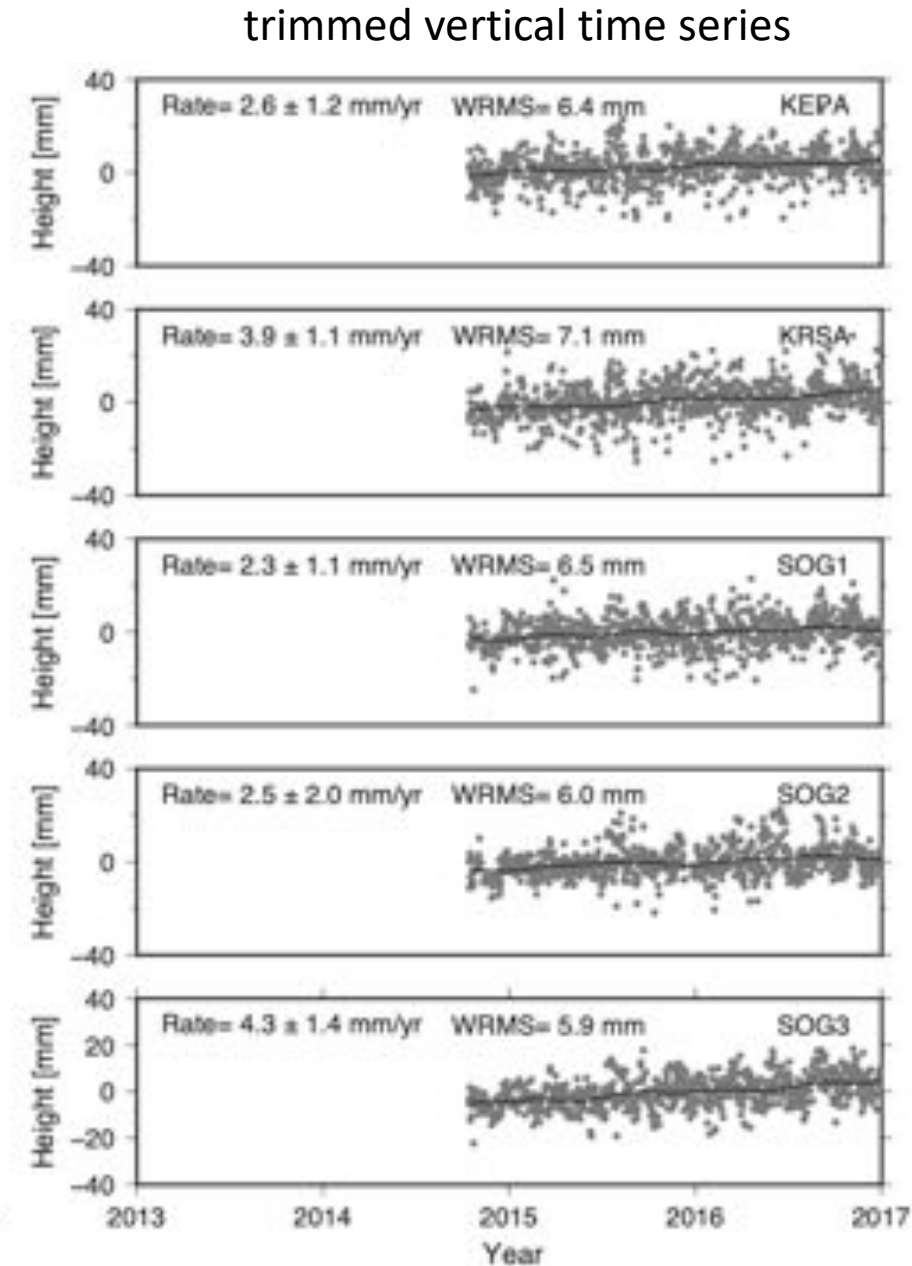 trimmed vertical time series
40
Rate= 2.6 ± 1.2 mm/yr WRMS= 6.4 mm KEPA
0
−40
Height [mm]
40
Rate= 3.9 ± 1.1 mm/yr WRMS= 7.1 mm KRSA
0
−40
Height [mm]
40
Rate= 2.3 ± 1.1 mm/yr WRMS= 6.5 mm SOG1
0
−40
Height [mm]
40
Rate= 2.5 ± 2.0 mm/yr WRMS= 6.0 mm SOG2
0
−40
Height [mm]
40
Rate= 4.3 ± 1.4 mm/yr WRMS= 5.9 mm SOG3
20
0
−20
−40
Height [mm]
2013 2014 2015 2016 2017
Year